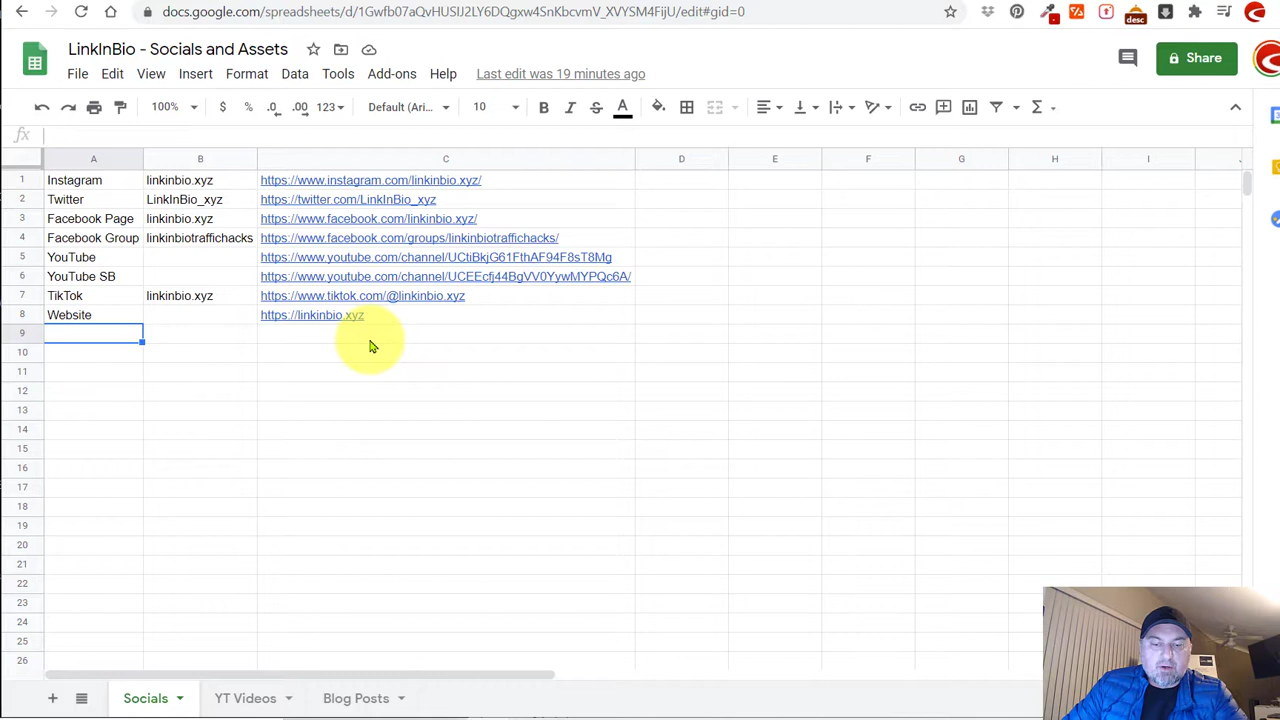 docs.google.com/spreadsheets/d/1Gwfb07aQvHUSIJ2LY6DQgxw4SnKbcvmV_XVYSM4FijU/edit#gid=0
desc
LinkInBio - Socials and Assets
File Edit View Insert Format Data Tools Add-ons Help Last edit was 19 minutes ago
Share
100% $ % .0 .00 123 Default (Ari... 10 B I S A
fx
A B C D E F G H I
1 Instagram linkinbio.xyz https://www.instagram.com/linkinbio.xyz/
2 Twitter LinkInBio_xyz https://twitter.com/LinkInBio_xyz
3 Facebook Page linkinbio.xyz https://www.facebook.com/linkinbio.xyz/
4 Facebook Group linkinbiotraffichacks https://www.facebook.com/groups/linkinbiotraffichacks/
5 YouTube https://www.youtube.com/channel/UCtiBkjG61FthAF94F8sT8Mg
6 YouTube SB https://www.youtube.com/channel/UCEEcfj44BgVV0YywMYPQc6A/
7 TikTok linkinbio.xyz https://www.tiktok.com/@linkinbio.xyz
8 Website https://linkinbio.xyz
9
10
11
12
13
14
15
16
17
18
19
20
21
22
23
24
25
26
Socials YT Videos Blog Posts